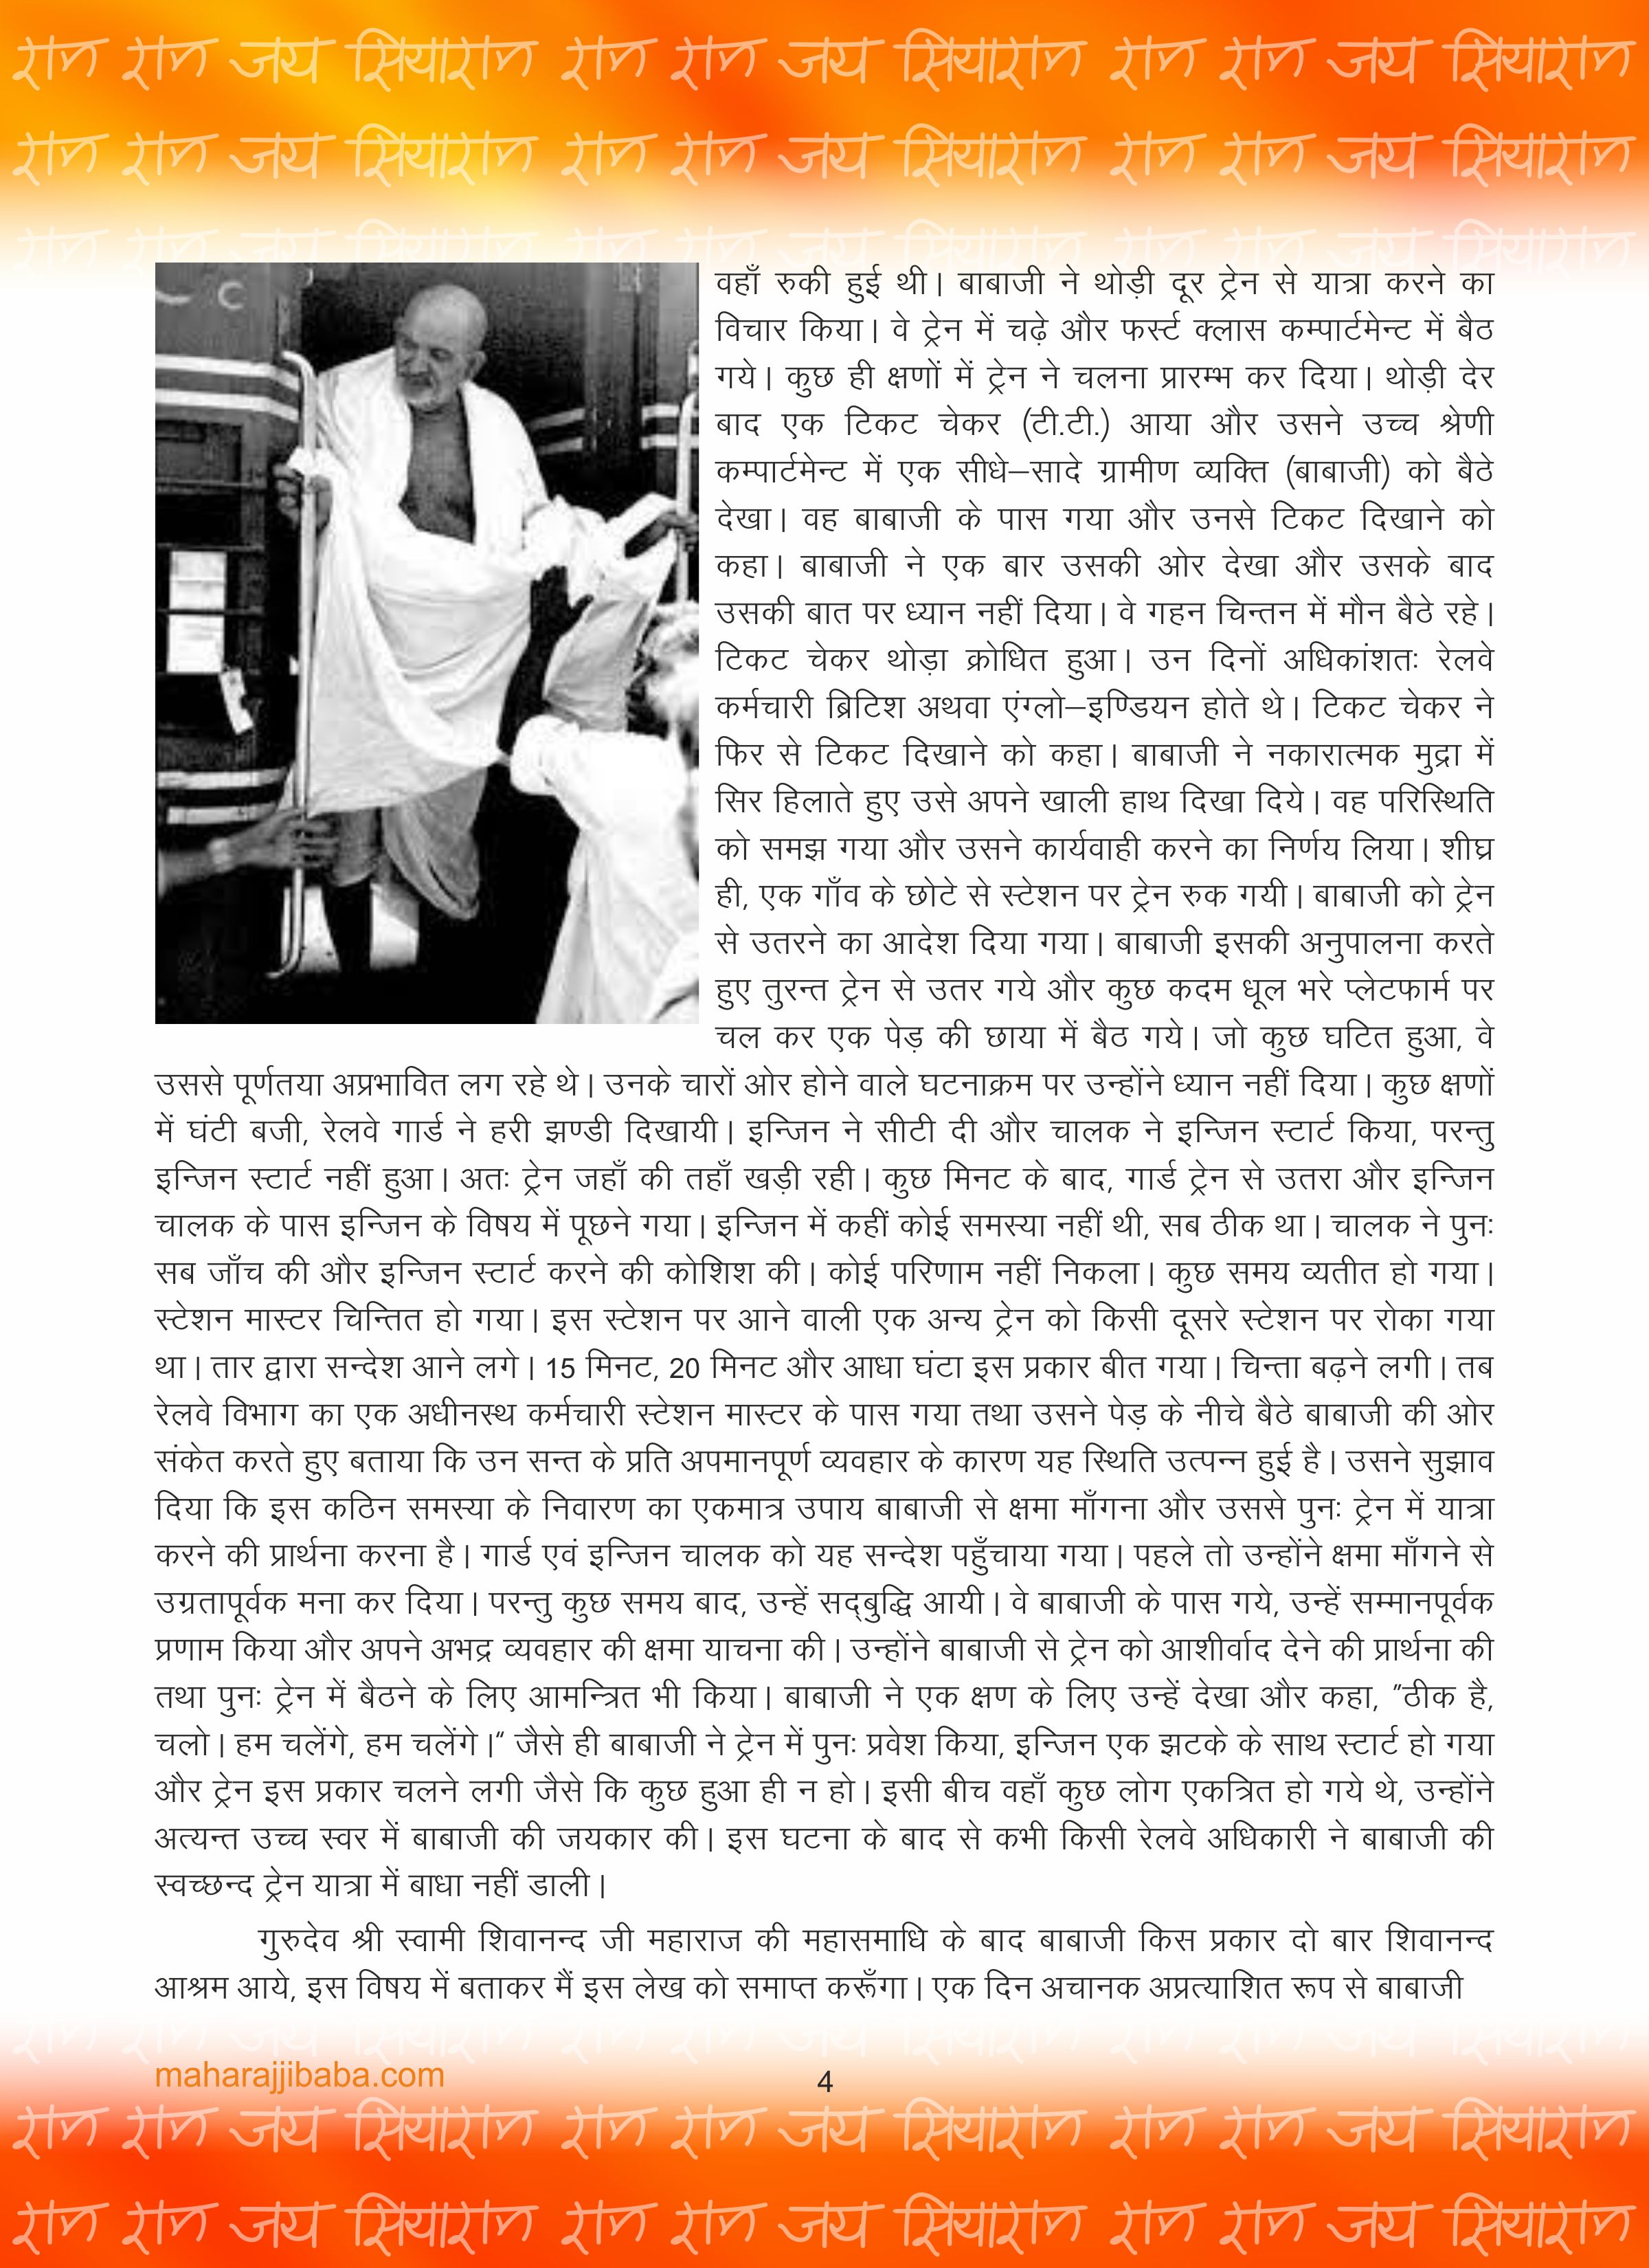 राम राम जय सियाराम राम राम जय सियाराम राम राम जय सियाराम
राम राम जय सियाराम राम राम जय सियाराम राम राम जय सियाराम
राम राम जय सियाराम राम राम जय सियाराम राम राम जय सियाराम
वहाँ रुकी हुई थी। बाबाजी ने थोड़ी दूर ट्रेन से यात्रा करने का
विचार किया। वे ट्रेन में चढ़े और फर्स्ट क्लास कम्पार्टमेन्ट में बैठ
गये। कुछ ही क्षणों में ट्रेन ने चलना प्रारम्भ कर दिया। थोड़ी देर
बाद एक टिकट चेकर (टी.टी.) आया और उसने उच्च श्रेणी
कम्पार्टमेन्ट में एक सीधे–सादे ग्रामीण व्यक्ति (बाबाजी) को बैठे
देखा। वह बाबाजी के पास गया और उनसे टिकट दिखाने को
कहा। बाबाजी ने एक बार उसकी ओर देखा और उसके बाद
उसकी बात पर ध्यान नहीं दिया। वे गहन चिन्तन में मौन बैठे रहे।
टिकट चेकर थोड़ा क्रोधित हुआ। उन दिनों अधिकांशतः रेलवे
कर्मचारी ब्रिटिश अथवा एंग्लो–इण्डियन होते थे। टिकट चेकर ने
फिर से टिकट दिखाने को कहा। बाबाजी ने नकारात्मक मुद्रा में
सिर हिलाते हुए उसे अपने खाली हाथ दिखा दिये। वह परिस्थिति
को समझ गया और उसने कार्यवाही करने का निर्णय लिया। शीघ्र
ही, एक गाँव के छोटे से स्टेशन पर ट्रेन रुक गयी। बाबाजी को ट्रेन
से उतरने का आदेश दिया गया। बाबाजी इसकी अनुपालना करते
हुए तुरन्त ट्रेन से उतर गये और कुछ कदम धूल भरे प्लेटफार्म पर
चल कर एक पेड़ की छाया में बैठ गये। जो कुछ घटित हुआ, वे
उससे पूर्णतया अप्रभावित लग रहे थे। उनके चारों ओर होने वाले घटनाक्रम पर उन्होंने ध्यान नहीं दिया। कुछ क्षणों
में घंटी बजी, रेलवे गार्ड ने हरी झण्डी दिखायी। इन्जिन ने सीटी दी और चालक ने इन्जिन स्टार्ट किया, परन्तु
इन्जिन स्टार्ट नहीं हुआ। अतः ट्रेन जहाँ की तहाँ खड़ी रही। कुछ मिनट के बाद, गार्ड ट्रेन से उतरा और इन्जिन
चालक के पास इन्जिन के विषय में पूछने गया। इन्जिन में कहीं कोई समस्या नहीं थी, सब ठीक था। चालक ने पुनः
सब जाँच की और इन्जिन स्टार्ट करने की कोशिश की। कोई परिणाम नहीं निकला। कुछ समय व्यतीत हो गया।
स्टेशन मास्टर चिन्तित हो गया। इस स्टेशन पर आने वाली एक अन्य ट्रेन को किसी दूसरे स्टेशन पर रोका गया
था। तार द्वारा सन्देश आने लगे। 15 मिनट, 20 मिनट और आधा घंटा इस प्रकार बीत गया। चिन्ता बढ़ने लगी। तब
रेलवे विभाग का एक अधीनस्थ कर्मचारी स्टेशन मास्टर के पास गया तथा उसने पेड़ के नीचे बैठे बाबाजी की ओर
संकेत करते हुए बताया कि उन सन्त के प्रति अपमानपूर्ण व्यवहार के कारण यह स्थिति उत्पन्न हुई है। उसने सुझाव
दिया कि इस कठिन समस्या के निवारण का एकमात्र उपाय बाबाजी से क्षमा माँगना और उससे पुनः ट्रेन में यात्रा
करने की प्रार्थना करना है। गार्ड एवं इन्जिन चालक को यह सन्देश पहुँचाया गया। पहले तो उन्होंने क्षमा माँगने से
उग्रतापूर्वक मना कर दिया। परन्तु कुछ समय बाद, उन्हें सद्‌बुद्धि आयी। वे बाबाजी के पास गये, उन्हें सम्मानपूर्वक
प्रणाम किया और अपने अभद्र व्यवहार की क्षमा याचना की। उन्होंने बाबाजी से ट्रेन को आशीर्वाद देने की प्रार्थना की
तथा पुनः ट्रेन में बैठने के लिए आमन्त्रित भी किया। बाबाजी ने एक क्षण के लिए उन्हें देखा और कहा, "ठीक है,
चलो। हम चलेंगे, हम चलेंगे।" जैसे ही बाबाजी ने ट्रेन में पुनः प्रवेश किया, इन्जिन एक झटके के साथ स्टार्ट हो गया
और ट्रेन इस प्रकार चलने लगी जैसे कि कुछ हुआ ही न हो। इसी बीच वहाँ कुछ लोग एकत्रित हो गये थे, उन्होंने
अत्यन्त उच्च स्वर में बाबाजी की जयकार की। इस घटना के बाद से कभी किसी रेलवे अधिकारी ने बाबाजी की
स्वच्छन्द ट्रेन यात्रा में बाधा नहीं डाली।
गुरुदेव श्री स्वामी शिवानन्द जी महाराज की महासमाधि के बाद बाबाजी किस प्रकार दो बार शिवानन्द
आश्रम आये, इस विषय में बताकर मैं इस लेख को समाप्त करूँगा। एक दिन अचानक अप्रत्याशित रूप से बाबाजी
maharajjibaba.com
4
राम राम जय सियाराम राम राम जय सियाराम राम राम जय सियाराम
राम राम जय सियाराम राम राम जय सियाराम राम राम जय सियाराम